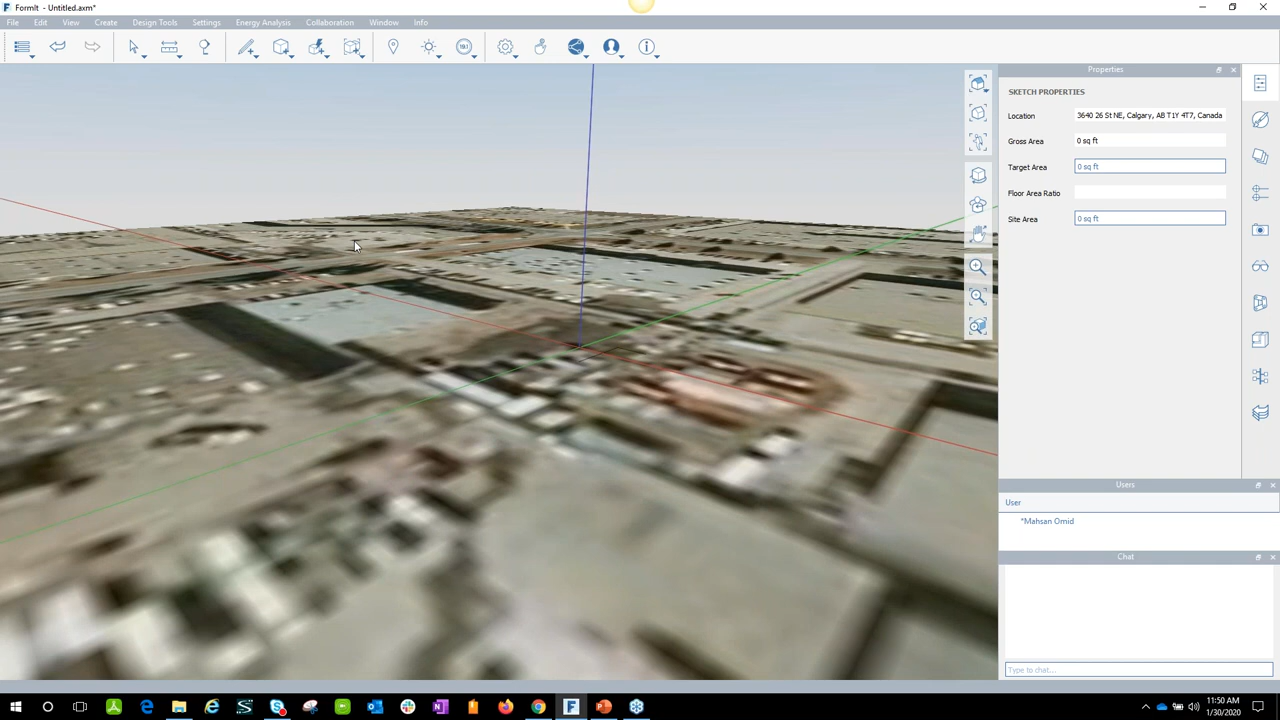 FormIt - Untitled.axm*
File Edit View Create Design Tools Settings Energy Analysis Collaboration Window Info
19.1
Properties
SKETCH PROPERTIES
Location 3640 26 St NE, Calgary, AB T1Y 4T7, Canada
Gross Area 0 sq ft
Target Area 0 sq ft
Floor Area Ratio
Site Area 0 sq ft
Users
User
*Mahsan Omid
Chat
Type to chat...
11:50 AM
1/30/2020